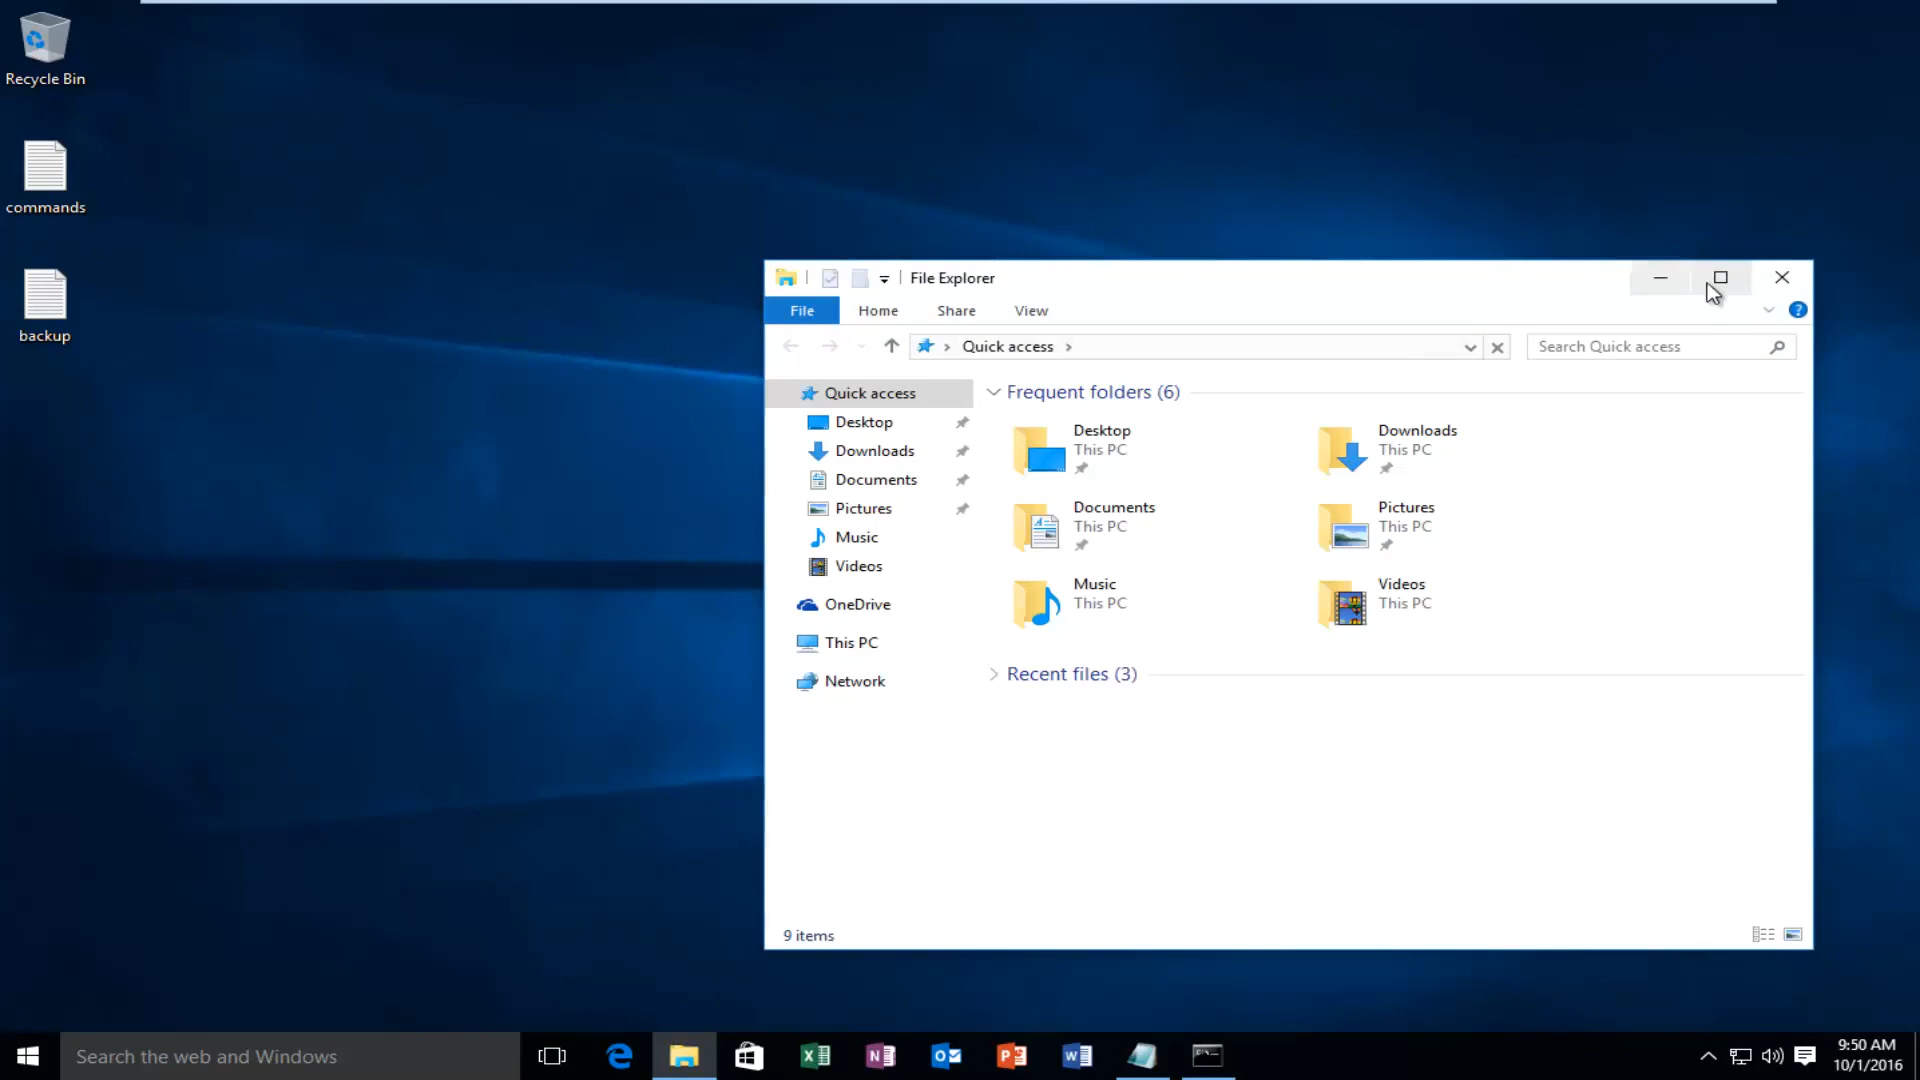 Recycle Bin
commands
backup
File Explorer
File Home Share View
?
Quick access
Search Quick access
Quick access
Desktop
Downloads
Documents
Pictures
Music
Videos
OneDrive
This PC
Network
Frequent folders (6)
Desktop
This PC
Downloads
This PC
Documents
This PC
Pictures
This PC
Music
This PC
Videos
This PC
Recent files (3)
9 items
Search the web and Windows
9:50 AM
10/1/2016